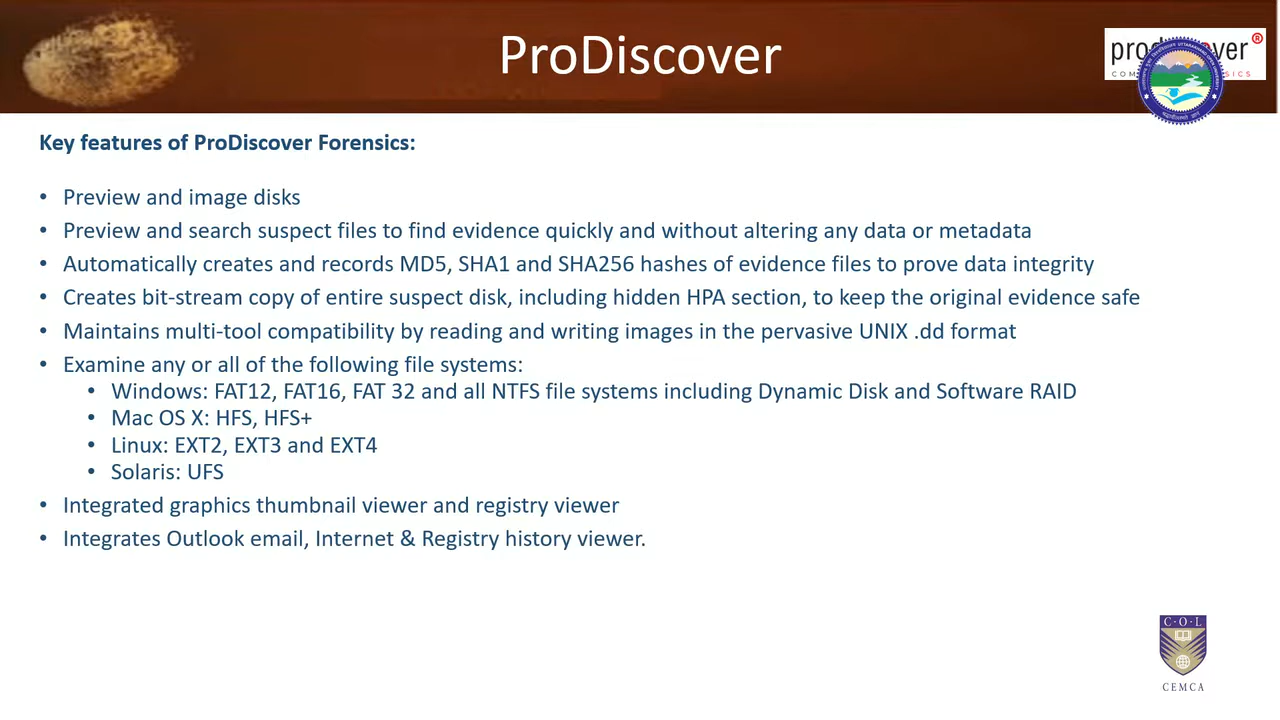 ProDiscover
Key features of ProDiscover Forensics:
• Preview and image disks
• Preview and search suspect files to find evidence quickly and without altering any data or metadata
• Automatically creates and records MD5, SHA1 and SHA256 hashes of evidence files to prove data integrity
• Creates bit-stream copy of entire suspect disk, including hidden HPA section, to keep the original evidence safe
• Maintains multi-tool compatibility by reading and writing images in the pervasive UNIX .dd format
• Examine any or all of the following file systems:
• Windows: FAT12, FAT16, FAT 32 and all NTFS file systems including Dynamic Disk and Software RAID
• Mac OS X: HFS, HFS+
• Linux: EXT2, EXT3 and EXT4
• Solaris: UFS
• Integrated graphics thumbnail viewer and registry viewer
• Integrates Outlook email, Internet & Registry history viewer.
C·O·L
CEMCA